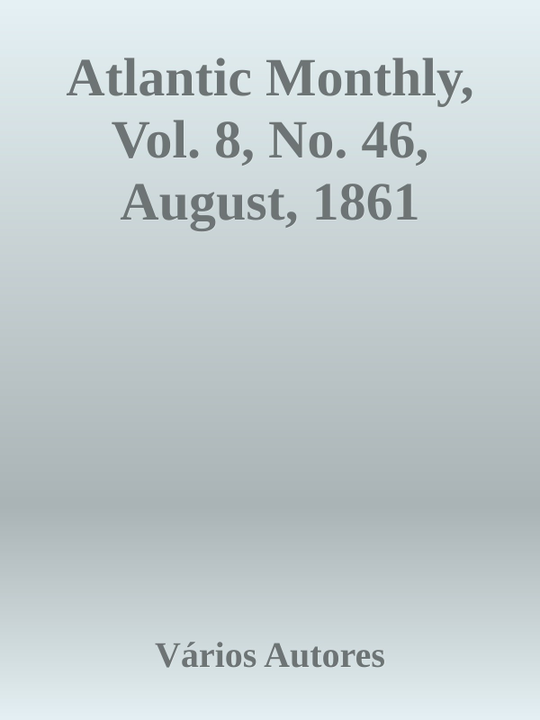 Atlantic Monthly,
Vol. 8, No. 46,
August, 1861
Vários Autores